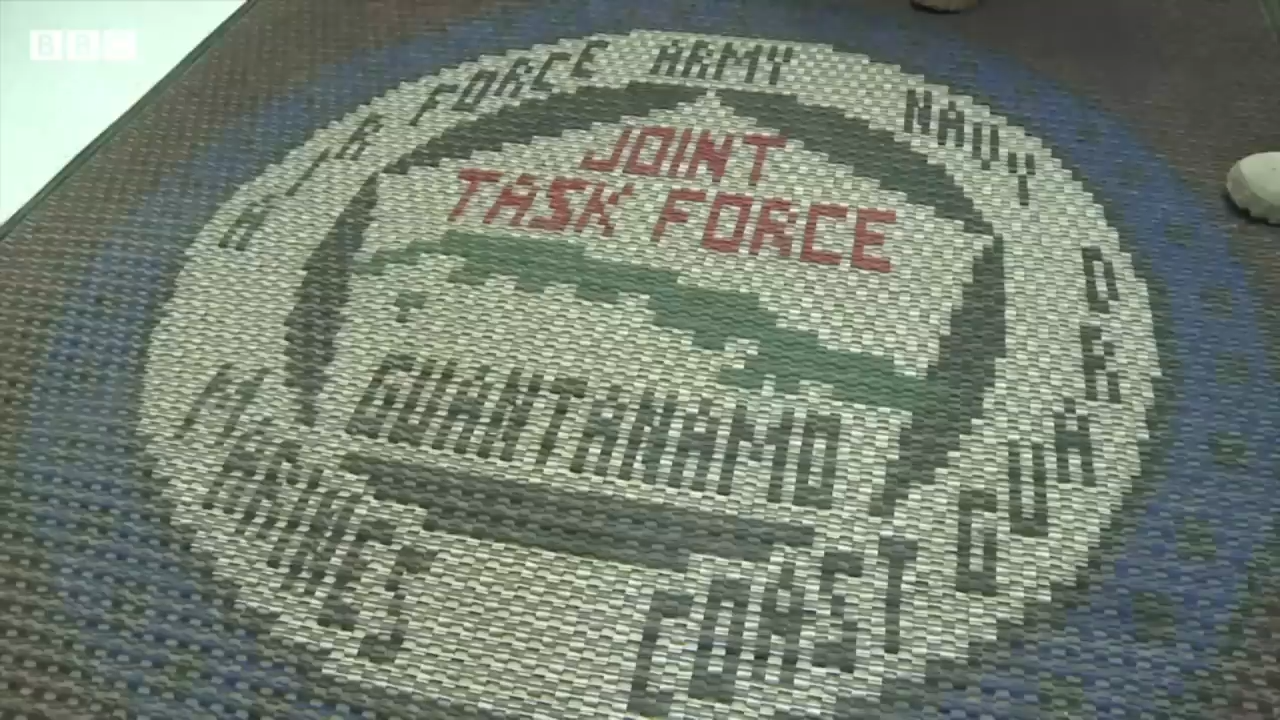 BBC
AIR FORCE
ARMY
NAVY
JOINT
TASK FORCE
GUANTANAMO
MARINES
COAST
GUARD